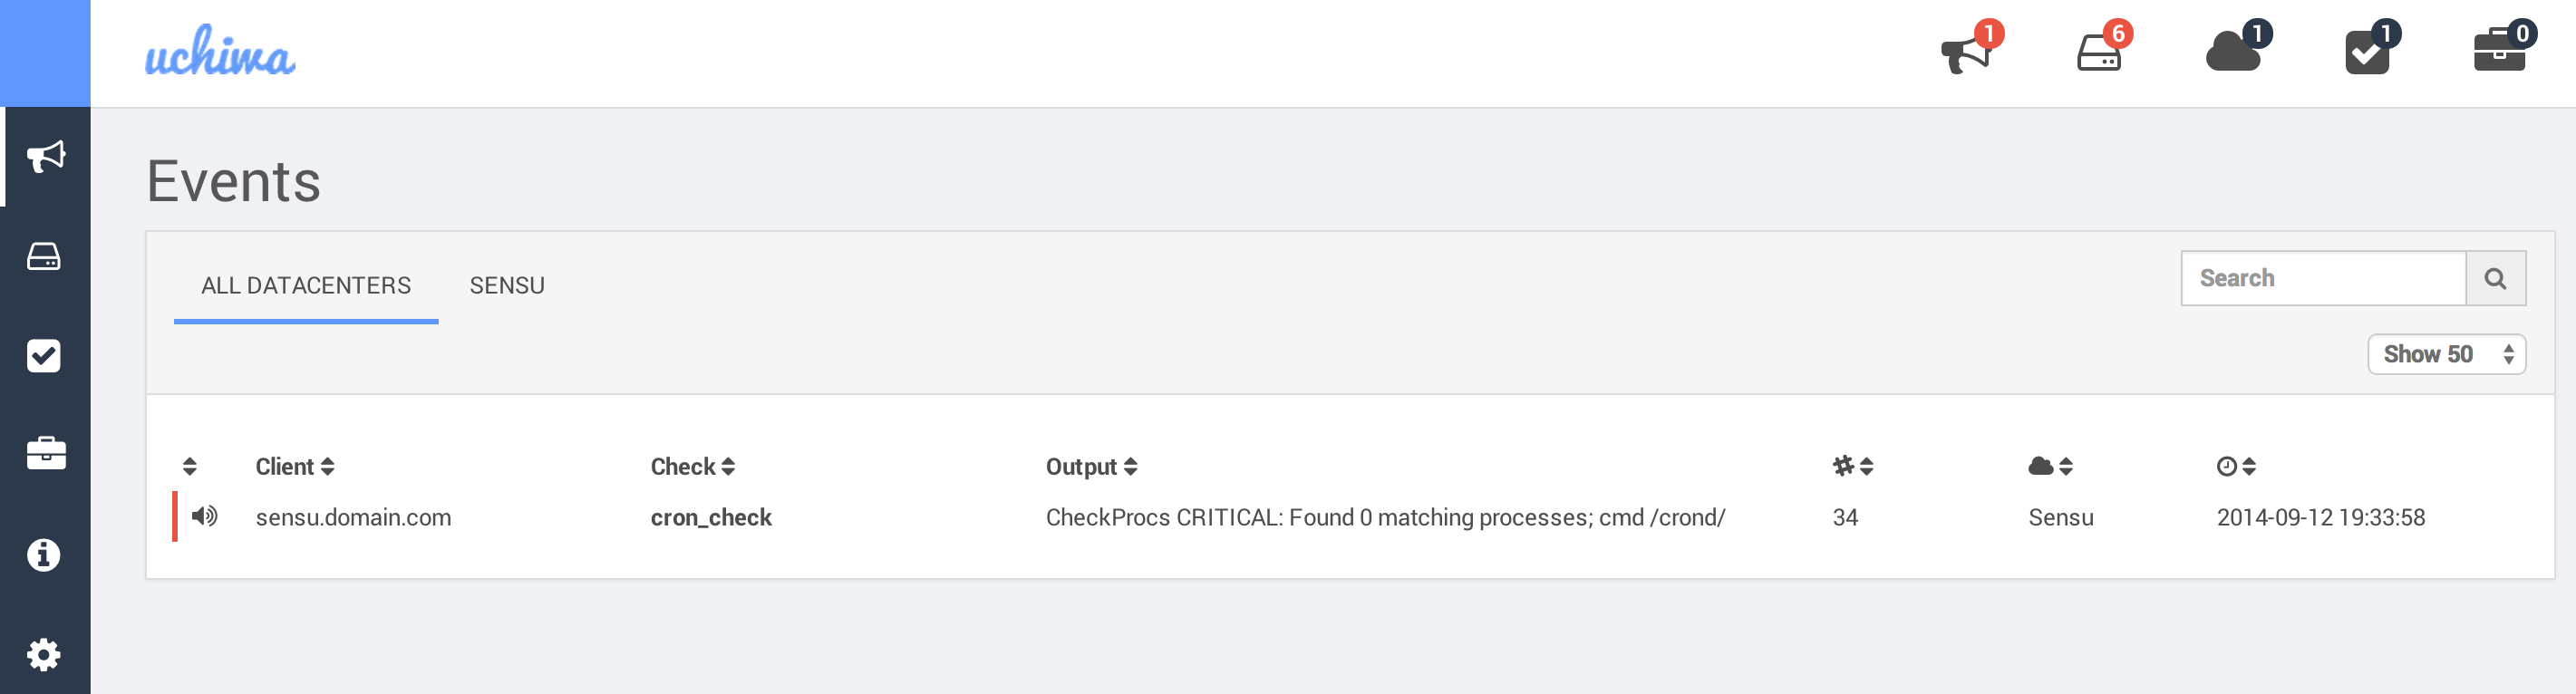 uchiwa
1 6 1 1 0
Events
ALL DATACENTERS SENSU
Search
Show 50
Client Check Output
sensu.domain.com cron_check CheckProcs CRITICAL: Found 0 matching processes; cmd /crond/ 34 Sensu 2014-09-12 19:33:58